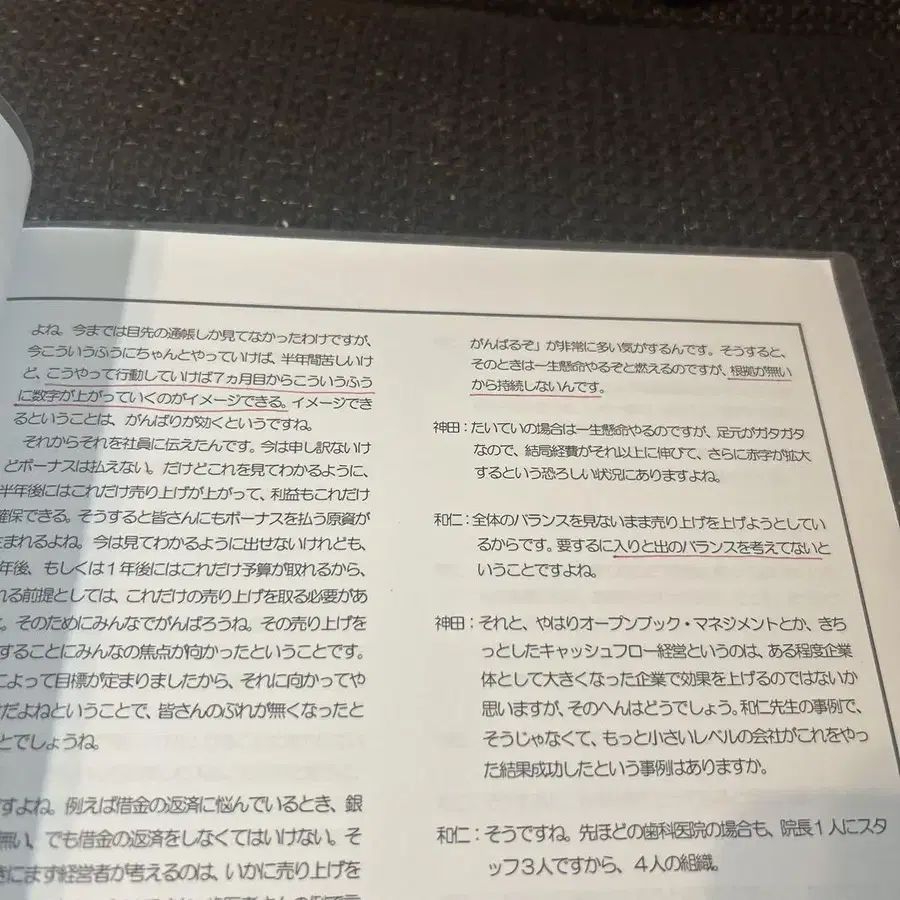 よね。今までは目先の通帳しか見てなかったわけですが、
今こういうふうにちゃんとやっていけば、半年間苦しいけ
ど、こうやって行動していけば7ヵ月目からこういうふう
に数字が上がっていくのがイメージできる。イメージでき
るということは、がんばりが効くというですね。
それからそれを社員に伝えたんです。今は申し訳ないけ
どボーナスは払えない。だけどこれを見てわかるように、
半年後にはこれだけ売り上げが上がって、利益もこれだけ
確保できる。そうすると皆さんにもボーナスを払う原資が
まれるよね。今は見てわかるように出せないけれども、
年後、もしくは1年後にはこれだけ予算が取れるから、
れる前提としては、これだけの売り上げを取る必要があ
。そのためにみんなでがんばろうね。その売り上げを
することにみんなの焦点が向かったということです。
によって目標が定まりましたから、それに向かってや
だよねということで、皆さんのぶれが無くなったと
とでしょうね。
すよね。例えば借金の返済に悩んでいるとき、銀
無い、でも借金の返済をしなくてはいけない。そ
きにまず経営者が考えるのは、いかに売り上げを
がんばるぞ」が非常に多い気がするんです。そうすると、
そのときは一生懸命やるぞと燃えるのですが、根拠が無い
から持続しないんです。
神田：たいていの場合は一生懸命やるのですが、足元がガタガタ
なので、結局経費がそれ以上に伸びて、さらに赤字が拡大
するという恐ろしい状況にありますよね。
和仁：全体のバランスを見ないまま売り上げを上げようとしてい
るからです。要するに入りと出のバランスを考えてないと
いうことですよね。
神田：それと、やはりオープンブック・マネジメントとか、きち
っとしたキャッシュフロー経営というのは、ある程度企業
体として大きくなった企業で効果を上げるのではないか
思いますが、そのへんはどうでしょう。和仁先生の事例で、
そうじゃなくて、もっと小さいレベルの会社がこれをやっ
た結果成功したという事例はありますか。
和仁：そうですね。先ほどの歯科医院の場合も、院長1人にスタ
ッフ3人ですから、4人の組織。